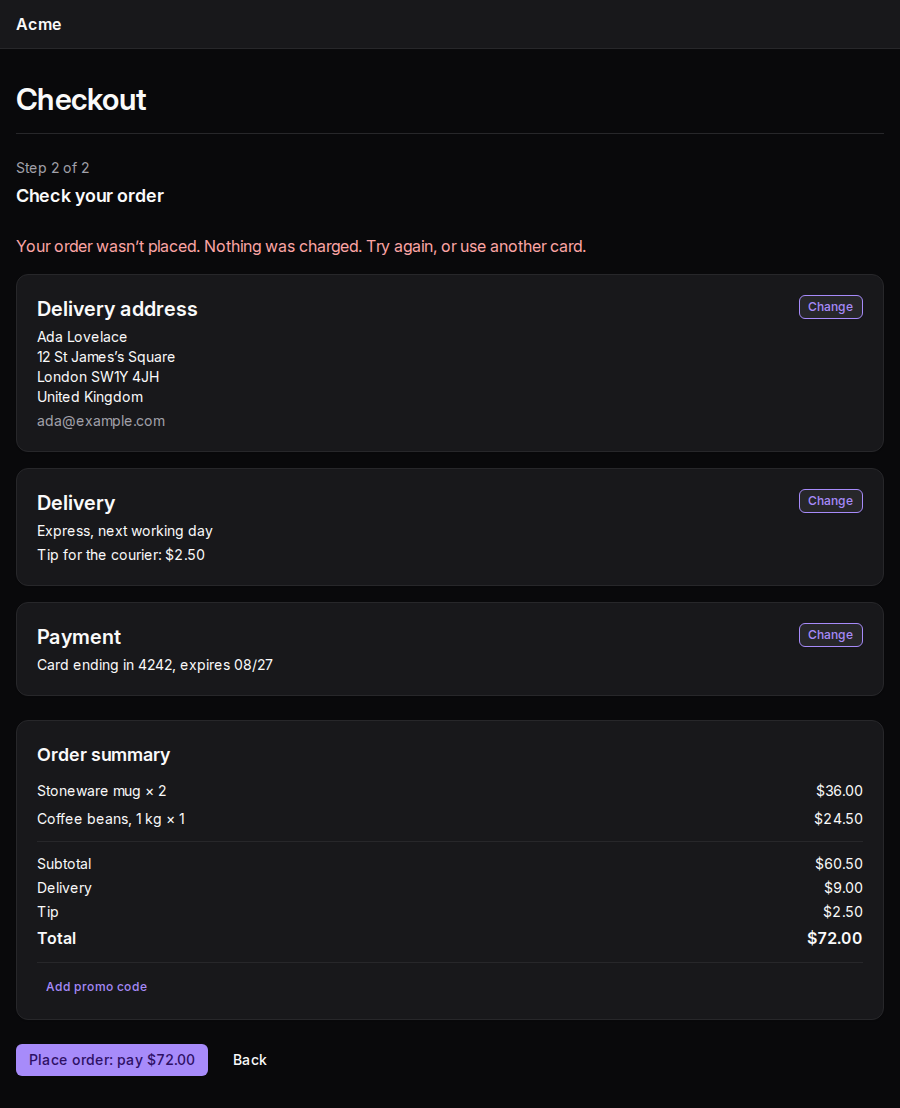 Acme
Checkout
Step 2 of 2
Check your order
Your order wasn’t placed. Nothing was charged. Try again, or use another card.
Delivery address
Change
Ada Lovelace
12 St James’s Square
London SW1Y 4JH
United Kingdom
ada@example.com
Delivery
Change
Express, next working day
Tip for the courier: $2.50
Payment
Change
Card ending in 4242, expires 08/27
Order summary
Stoneware mug × 2 $36.00
Coffee beans, 1 kg × 1 $24.50
Subtotal $60.50
Delivery $9.00
Tip $2.50
Total $72.00
Add promo code
Place order: pay $72.00 Back